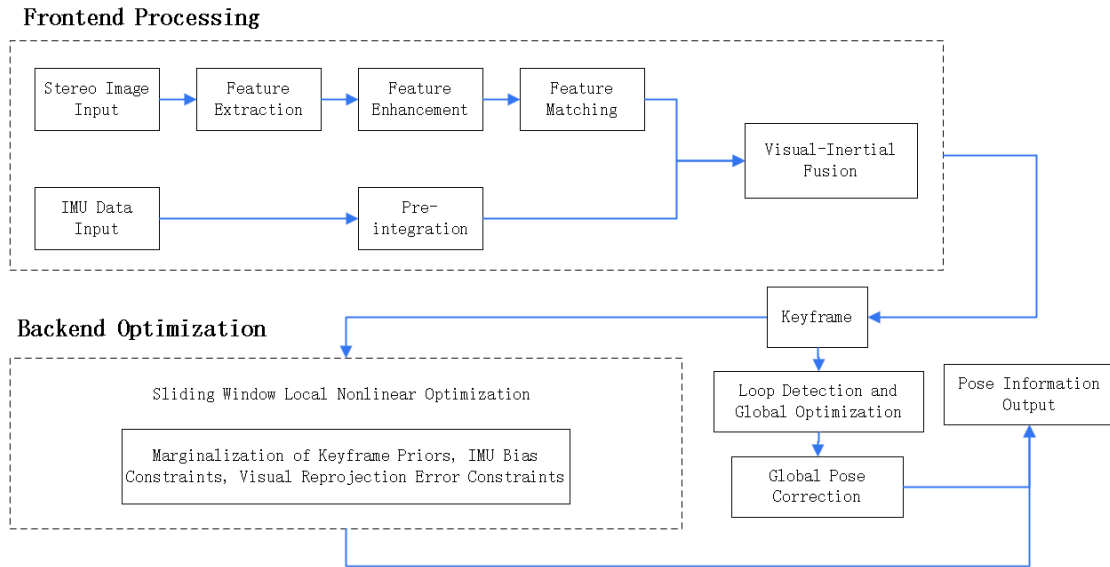 Frontend Processing
Stereo Image
Input
Feature
Extraction
Feature
Enhancement
Feature
Matching
Visual-Inertial
Fusion
IMU Data
Input
Pre-
integration
Keyframe
Backend Optimization
Sliding Window Local Nonlinear Optimization
Marginalization of Keyframe Priors, IMU Bias
Constraints, Visual Reprojection Error Constraints
Loop Detection and
Global Optimization
Global Pose
Correction
Pose Information
Output